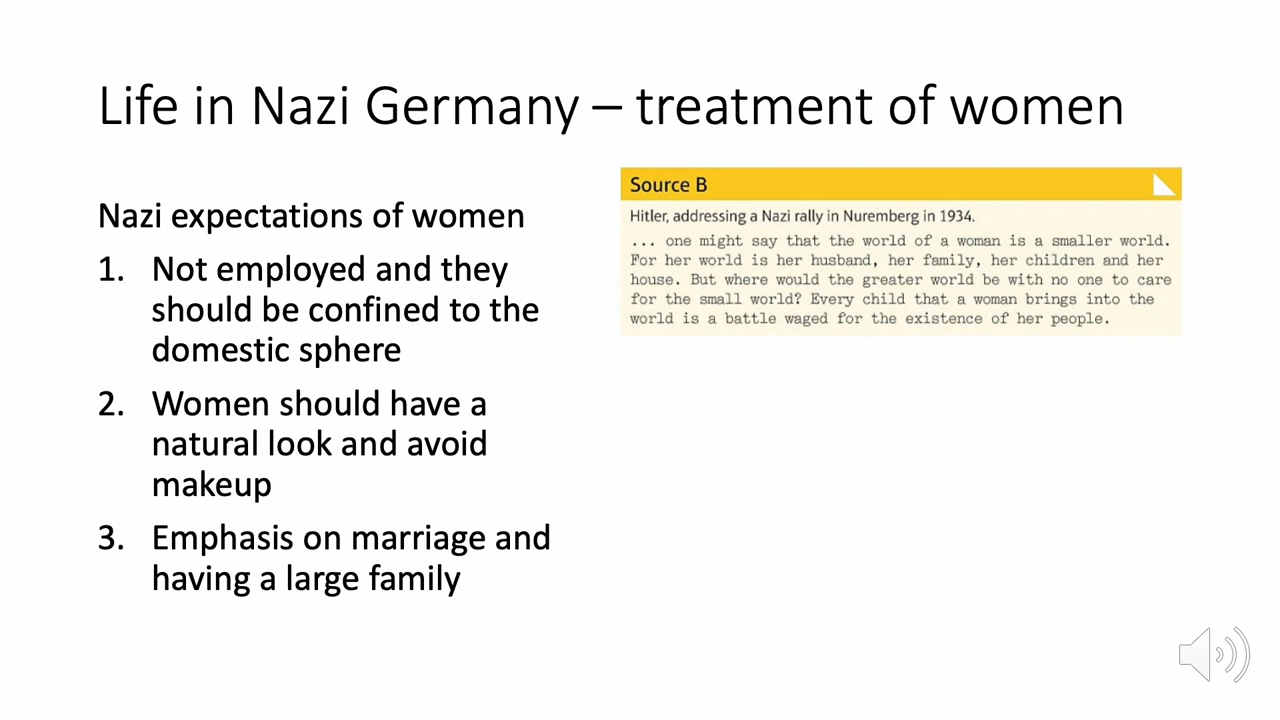 Life in Nazi Germany – treatment of women
Nazi expectations of women
1. Not employed and they
should be confined to the
domestic sphere
2. Women should have a
natural look and avoid
makeup
3. Emphasis on marriage and
having a large family
Source B
Hitler, addressing a Nazi rally in Nuremberg in 1934.
... one might say that the world of a woman is a smaller world.
For her world is her husband, her family, her children and her
house. But where would the greater world be with no one to care
for the small world? Every child that a woman brings into the
world is a battle waged for the existence of her people.